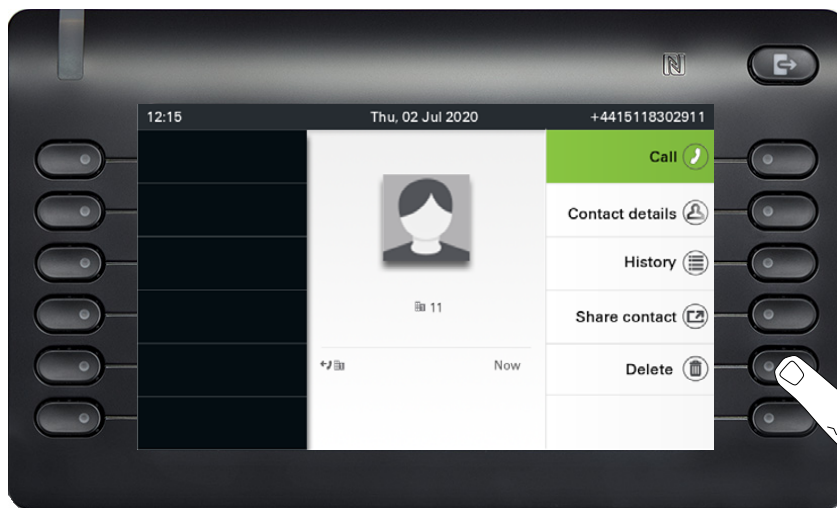 12:15
Thu, 02 Jul 2020
+4415118302911
Call
Contact details
History
Share contact
11
Now
Delete